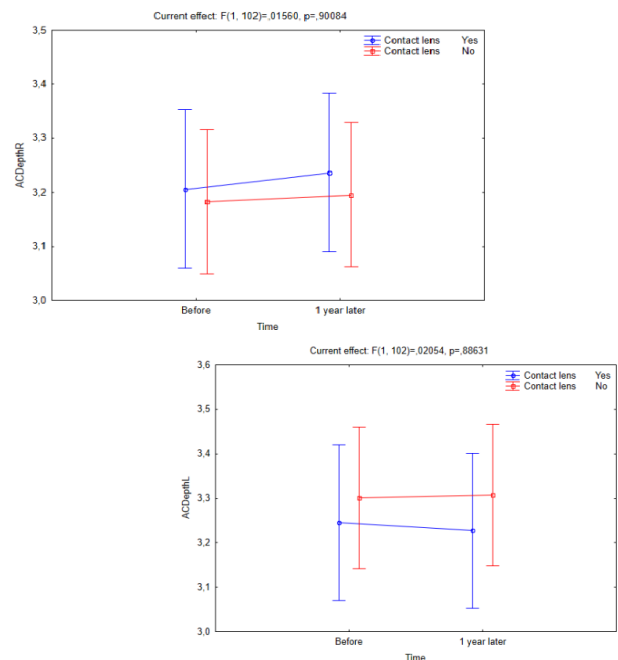 Current effect: F(1, 102)=,01560, p=,90084
3,5
Contact lens Yes
Contact lens No
3,4
3,3
ACDepthR
3,2
3,1
3,0
Before 1 year later
Time
Current effect: F(1, 102)=,02054, p=,88631
3,6
Contact lens Yes
Contact lens No
3,5
3,4
ACDepthL
3,3
3,2
3,1
3,0
Before 1 year later
Time